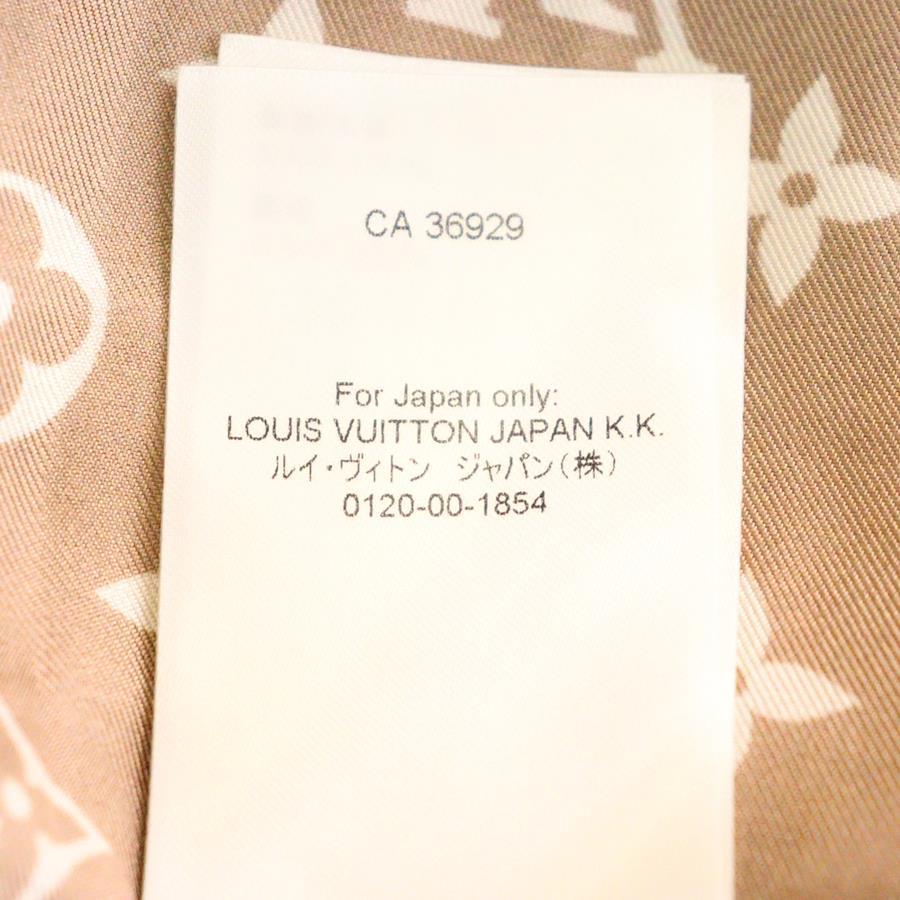 CA 36929
For Japan only:
LOUIS VUITTON JAPAN K.K.
ルイ・ヴィトン　ジャパン(株)
0120-00-1854